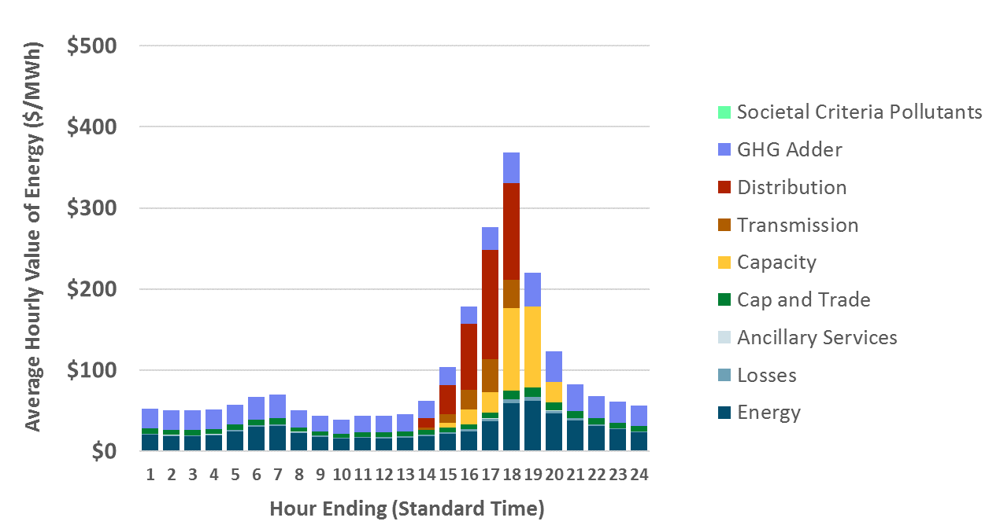 Average Hourly Value of Energy ($/MWh)
$500
$400
$300
$200
$100
$0
1 2 3 4 5 6 7 8 9 10 11 12 13 14 15 16 17 18 19 20 21 22 23 24
Hour Ending (Standard Time)
Societal Criteria Pollutants
GHG Adder
Distribution
Transmission
Capacity
Cap and Trade
Ancillary Services
Losses
Energy